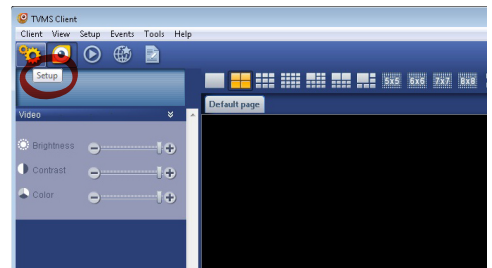 TVMS Client
Client View Setup Events Tools Help
Setup
5x5 6x6 7x7 8x8
Default page
Video
Brightness
Contrast
Color